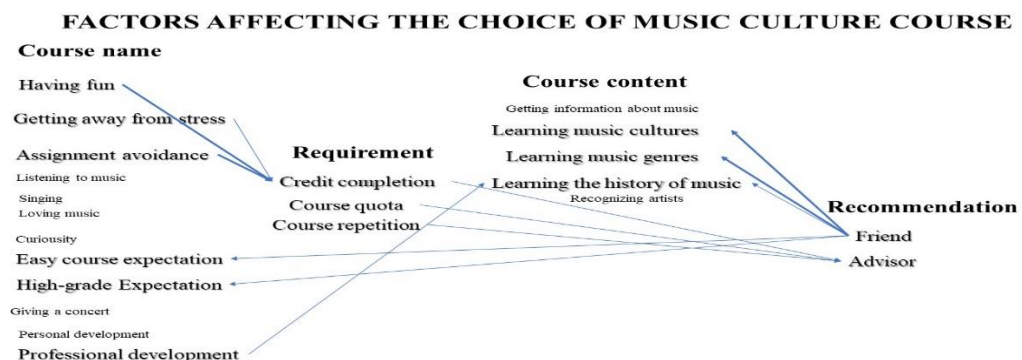 FACTORS AFFECTING THE CHOICE OF MUSIC CULTURE COURSE
Course name
Having fun
Getting away from stress
Assignment avoidance
Listening to music
Singing
Loving music
Curiousity
Easy course expectation
High-grade Expectation
Giving a concert
Personal development
Professional development
Requirement
Credit completion
Course quota
Course repetition
Course content
Getting information about music
Learning music cultures
Learning music genres
Learning the history of music
Recognizing artists
Recommendation
Friend
Advisor